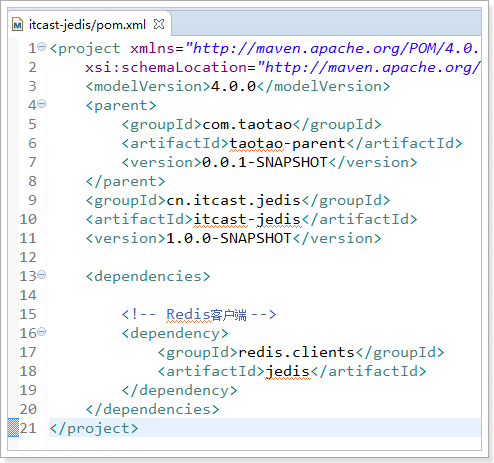 itcast-jedis/pom.xml
1 <project xmlns="http://maven.apache.org/POM/4.0.
2 xsi:schemaLocation="http://maven.apache.org/
3 <modelVersion>4.0.0</modelVersion>
4 <parent>
5 <groupId>com.taotao</groupId>
6 <artifactId>taotao-parent</artifactId>
7 <version>0.0.1-SNAPSHOT</version>
8 </parent>
9 <groupId>cn.itcast.jedis</groupId>
10 <artifactId>itcast-jedis</artifactId>
11 <version>1.0.0-SNAPSHOT</version>
12
13 <dependencies>
14
15 <!-- Redis客户端 -->
16 <dependency>
17 <groupId>redis.clients</groupId>
18 <artifactId>jedis</artifactId>
19 </dependency>
20 </dependencies>
21 </project>